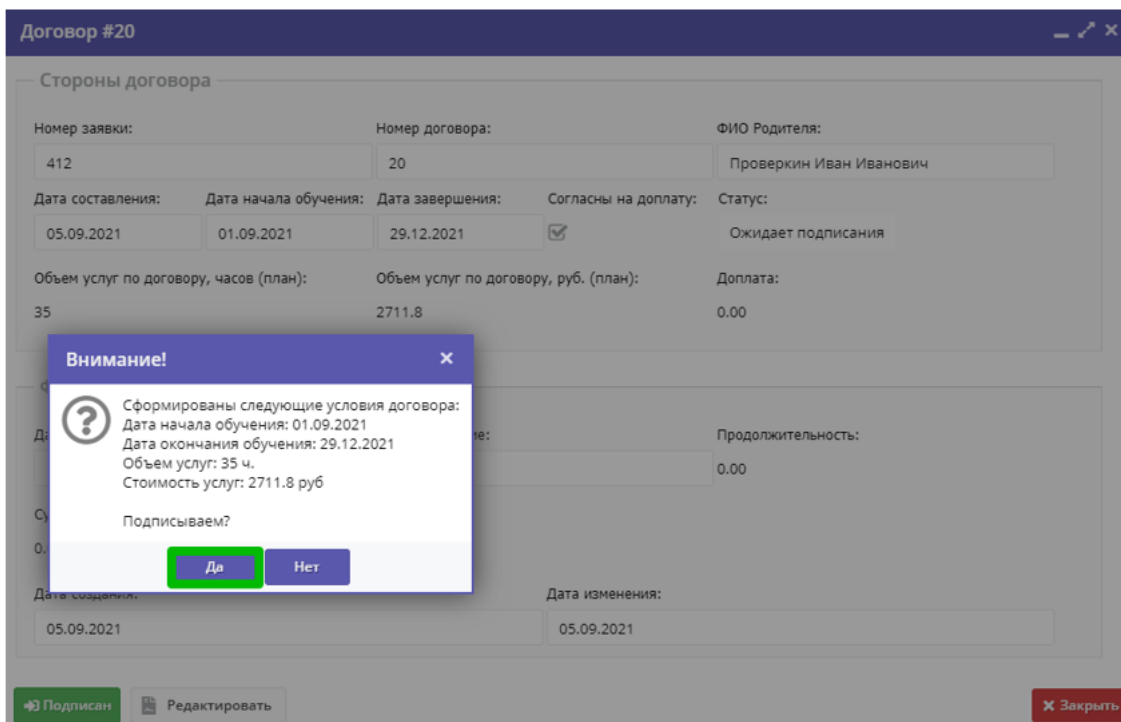 Договор #20
Стороны договора
Номер заявки: Номер договора: ФИО Родителя:
412 20 Проверкин Иван Иванович
Дата составления: Дата начала обучения: Дата завершения: Согласны на доплату: Статус:
05.09.2021 01.09.2021 29.12.2021 Ожидает подписания
Объем услуг по договору, часов (план): Объем услуг по договору, руб. (план): Доплата:
35 2711.8 0.00
Внимание!
Сформированы следующие условия договора:
Дата начала обучения: 01.09.2021
Дата окончания обучения: 29.12.2021
Объем услуг: 35 ч.
Стоимость услуг: 2711.8 руб
Подписываем?
Да Нет
Продолжительность:
0.00
Дата создания: Дата изменения:
05.09.2021 05.09.2021
Подписан Редактировать Закрыть